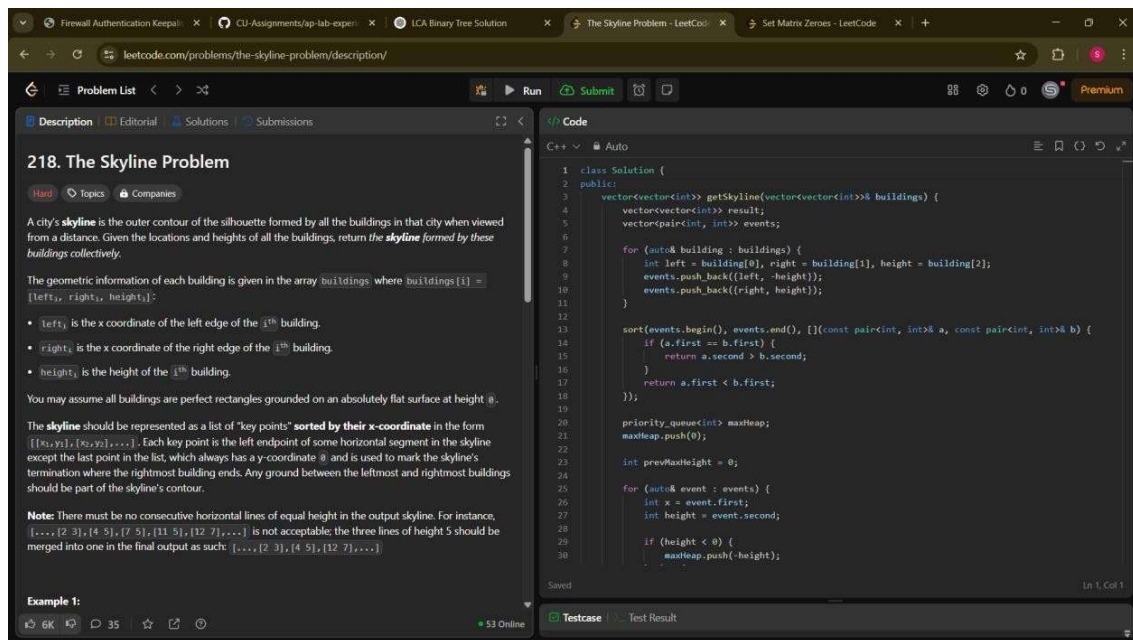 Firewall Authentication Keepali
CU-Assignments/ap-lab-experi
LCA Binary Tree Solution
The Skyline Problem - LeetCod
Set Matrix Zeroes - LeetCode
leetcode.com/problems/the-skyline-problem/description/
S
Problem List
Run
Submit
0
Premium
Description
Editorial
Solutions
Submissions
218. The Skyline Problem
Hard
Topics
Companies
A city's skyline is the outer contour of the silhouette formed by all the buildings in that city when viewed
from a distance. Given the locations and heights of all the buildings, return the skyline formed by these
buildings collectively.
The geometric information of each building is given in the array buildings where buildings[i] =
[leftᵢ, rightᵢ, heightᵢ]:
• leftᵢ is the x coordinate of the left edge of the iᵗʰ building.
• rightᵢ is the x coordinate of the right edge of the iᵗʰ building.
• heightᵢ is the height of the iᵗʰ building.
You may assume all buildings are perfect rectangles grounded on an absolutely flat surface at height 0.
The skyline should be represented as a list of "key points" sorted by their x-coordinate in the form
[[x₁,y₁],[x₂,y₂],...]. Each key point is the left endpoint of some horizontal segment in the skyline
except the last point in the list, which always has a y-coordinate 0 and is used to mark the skyline's
termination where the rightmost building ends. Any ground between the leftmost and rightmost buildings
should be part of the skyline's contour.
Note: There must be no consecutive horizontal lines of equal height in the output skyline. For instance,
[...,[2 3],[4 5],[7 5],[11 5],[12 7],...] is not acceptable; the three lines of height 5 should be
merged into one in the final output as such: [...,[2 3],[4 5],[12 7],...]
Example 1:
6K
35
53 Online
</> Code
C++
Auto
1 class Solution {
2 public:
3     vector<vector<int>> getSkyline(vector<vector<int>>& buildings) {
4         vector<vector<int>> result;
5         vector<pair<int, int>> events;
6
7         for (auto& building : buildings) {
8             int left = building[0], right = building[1], height = building[2];
9             events.push_back({left, -height});
10             events.push_back({right, height});
11         }
12
13         sort(events.begin(), events.end(), [](const pair<int, int>& a, const pair<int, int>& b) {
14             if (a.first == b.first) {
15                 return a.second > b.second;
16             }
17             return a.first < b.first;
18         });
19
20         priority_queue<int> maxHeap;
21         maxHeap.push(0);
22
23         int prevMaxHeight = 0;
24
25         for (auto& event : events) {
26             int x = event.first;
27             int height = event.second;
28
29             if (height < 0) {
30                 maxHeap.push(-height);
Saved
Ln 1, Col 1
Testcase
Test Result